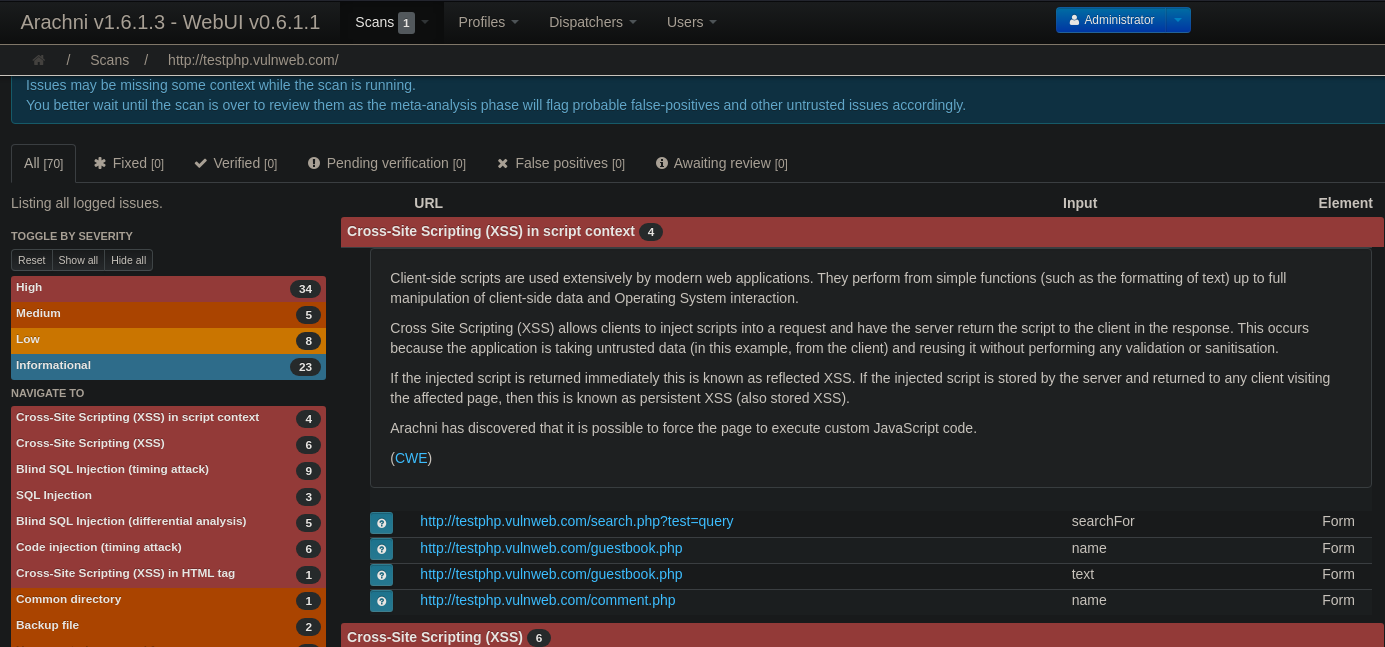 Arachni v1.6.1.3 - WebUI v0.6.1.1 Scans 1 Profiles Dispatchers Users Administrator
/ Scans / http://testphp.vulnweb.com/
Issues may be missing some context while the scan is running.
You better wait until the scan is over to review them as the meta-analysis phase will flag probable false-positives and other untrusted issues accordingly.
All [70] Fixed [0] Verified [0] Pending verification [0] False positives [0] Awaiting review [0]
Listing all logged issues.
TOGGLE BY SEVERITY
Reset Show all Hide all
High 34
Medium 5
Low 8
Informational 23
NAVIGATE TO
Cross-Site Scripting (XSS) in script context 4
Cross-Site Scripting (XSS) 6
Blind SQL Injection (timing attack) 9
SQL Injection 3
Blind SQL Injection (differential analysis) 5
Code injection (timing attack) 6
Cross-Site Scripting (XSS) in HTML tag 1
Common directory 1
Backup file 2
URL Input Element
Cross-Site Scripting (XSS) in script context 4
Client-side scripts are used extensively by modern web applications. They perform from simple functions (such as the formatting of text) up to full
manipulation of client-side data and Operating System interaction.
Cross Site Scripting (XSS) allows clients to inject scripts into a request and have the server return the script to the client in the response. This occurs
because the application is taking untrusted data (in this example, from the client) and reusing it without performing any validation or sanitisation.
If the injected script is returned immediately this is known as reflected XSS. If the injected script is stored by the server and returned to any client visiting
the affected page, then this is known as persistent XSS (also stored XSS).
Arachni has discovered that it is possible to force the page to execute custom JavaScript code.
(CWE)
http://testphp.vulnweb.com/search.php?test=query searchFor Form
http://testphp.vulnweb.com/guestbook.php name Form
http://testphp.vulnweb.com/guestbook.php text Form
http://testphp.vulnweb.com/comment.php name Form
Cross-Site Scripting (XSS) 6